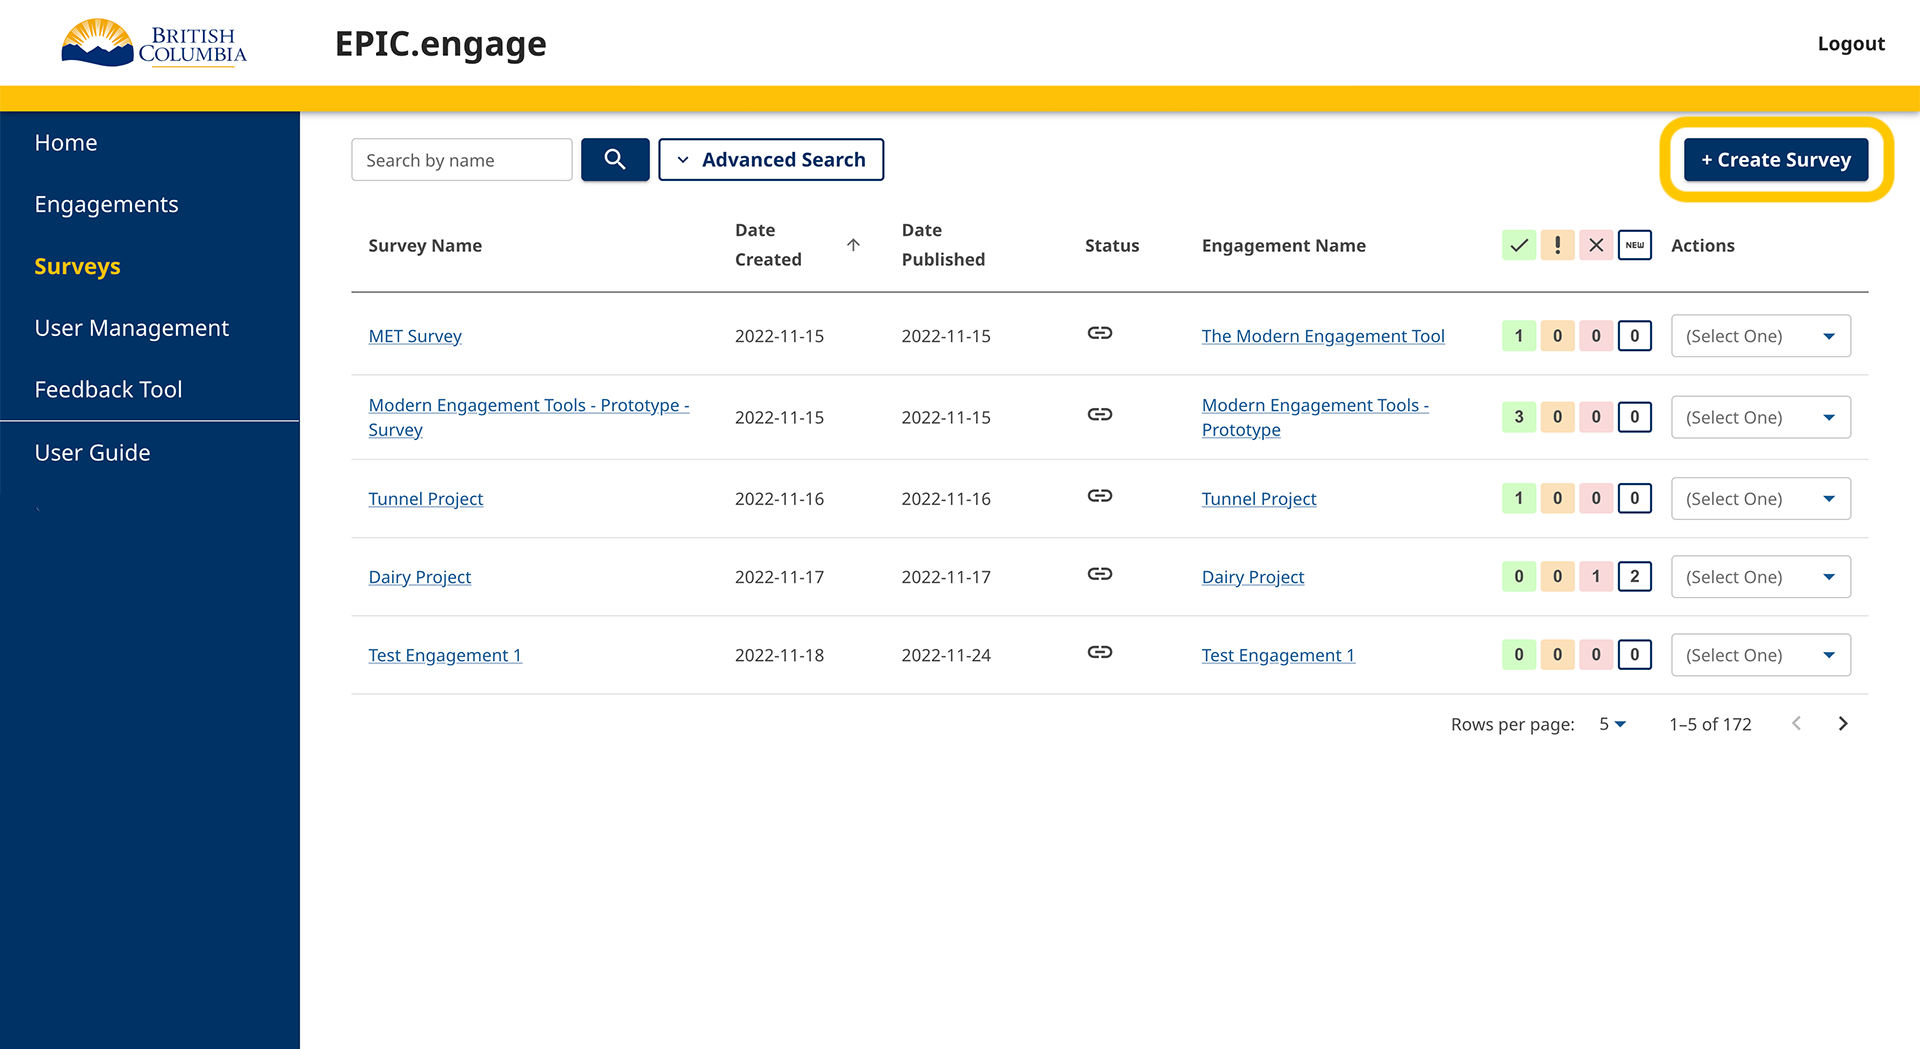 BRITISH
COLUMBIA
EPIC.engage
Logout
Home
Engagements
Surveys
User Management
Feedback Tool
User Guide
Search by name
Advanced Search
+ Create Survey
Survey Name
Date
Created
Date
Published
Status
Engagement Name
NEW
Actions
MET Survey
2022-11-15
2022-11-15
The Modern Engagement Tool
1 0 0 0
(Select One)
Modern Engagement Tools - Prototype -
Survey
2022-11-15
2022-11-15
Modern Engagement Tools -
Prototype
3 0 0 0
(Select One)
Tunnel Project
2022-11-16
2022-11-16
Tunnel Project
1 0 0 0
(Select One)
Dairy Project
2022-11-17
2022-11-17
Dairy Project
0 0 1 2
(Select One)
Test Engagement 1
2022-11-18
2022-11-24
Test Engagement 1
0 0 0 0
(Select One)
Rows per page: 5 1–5 of 172